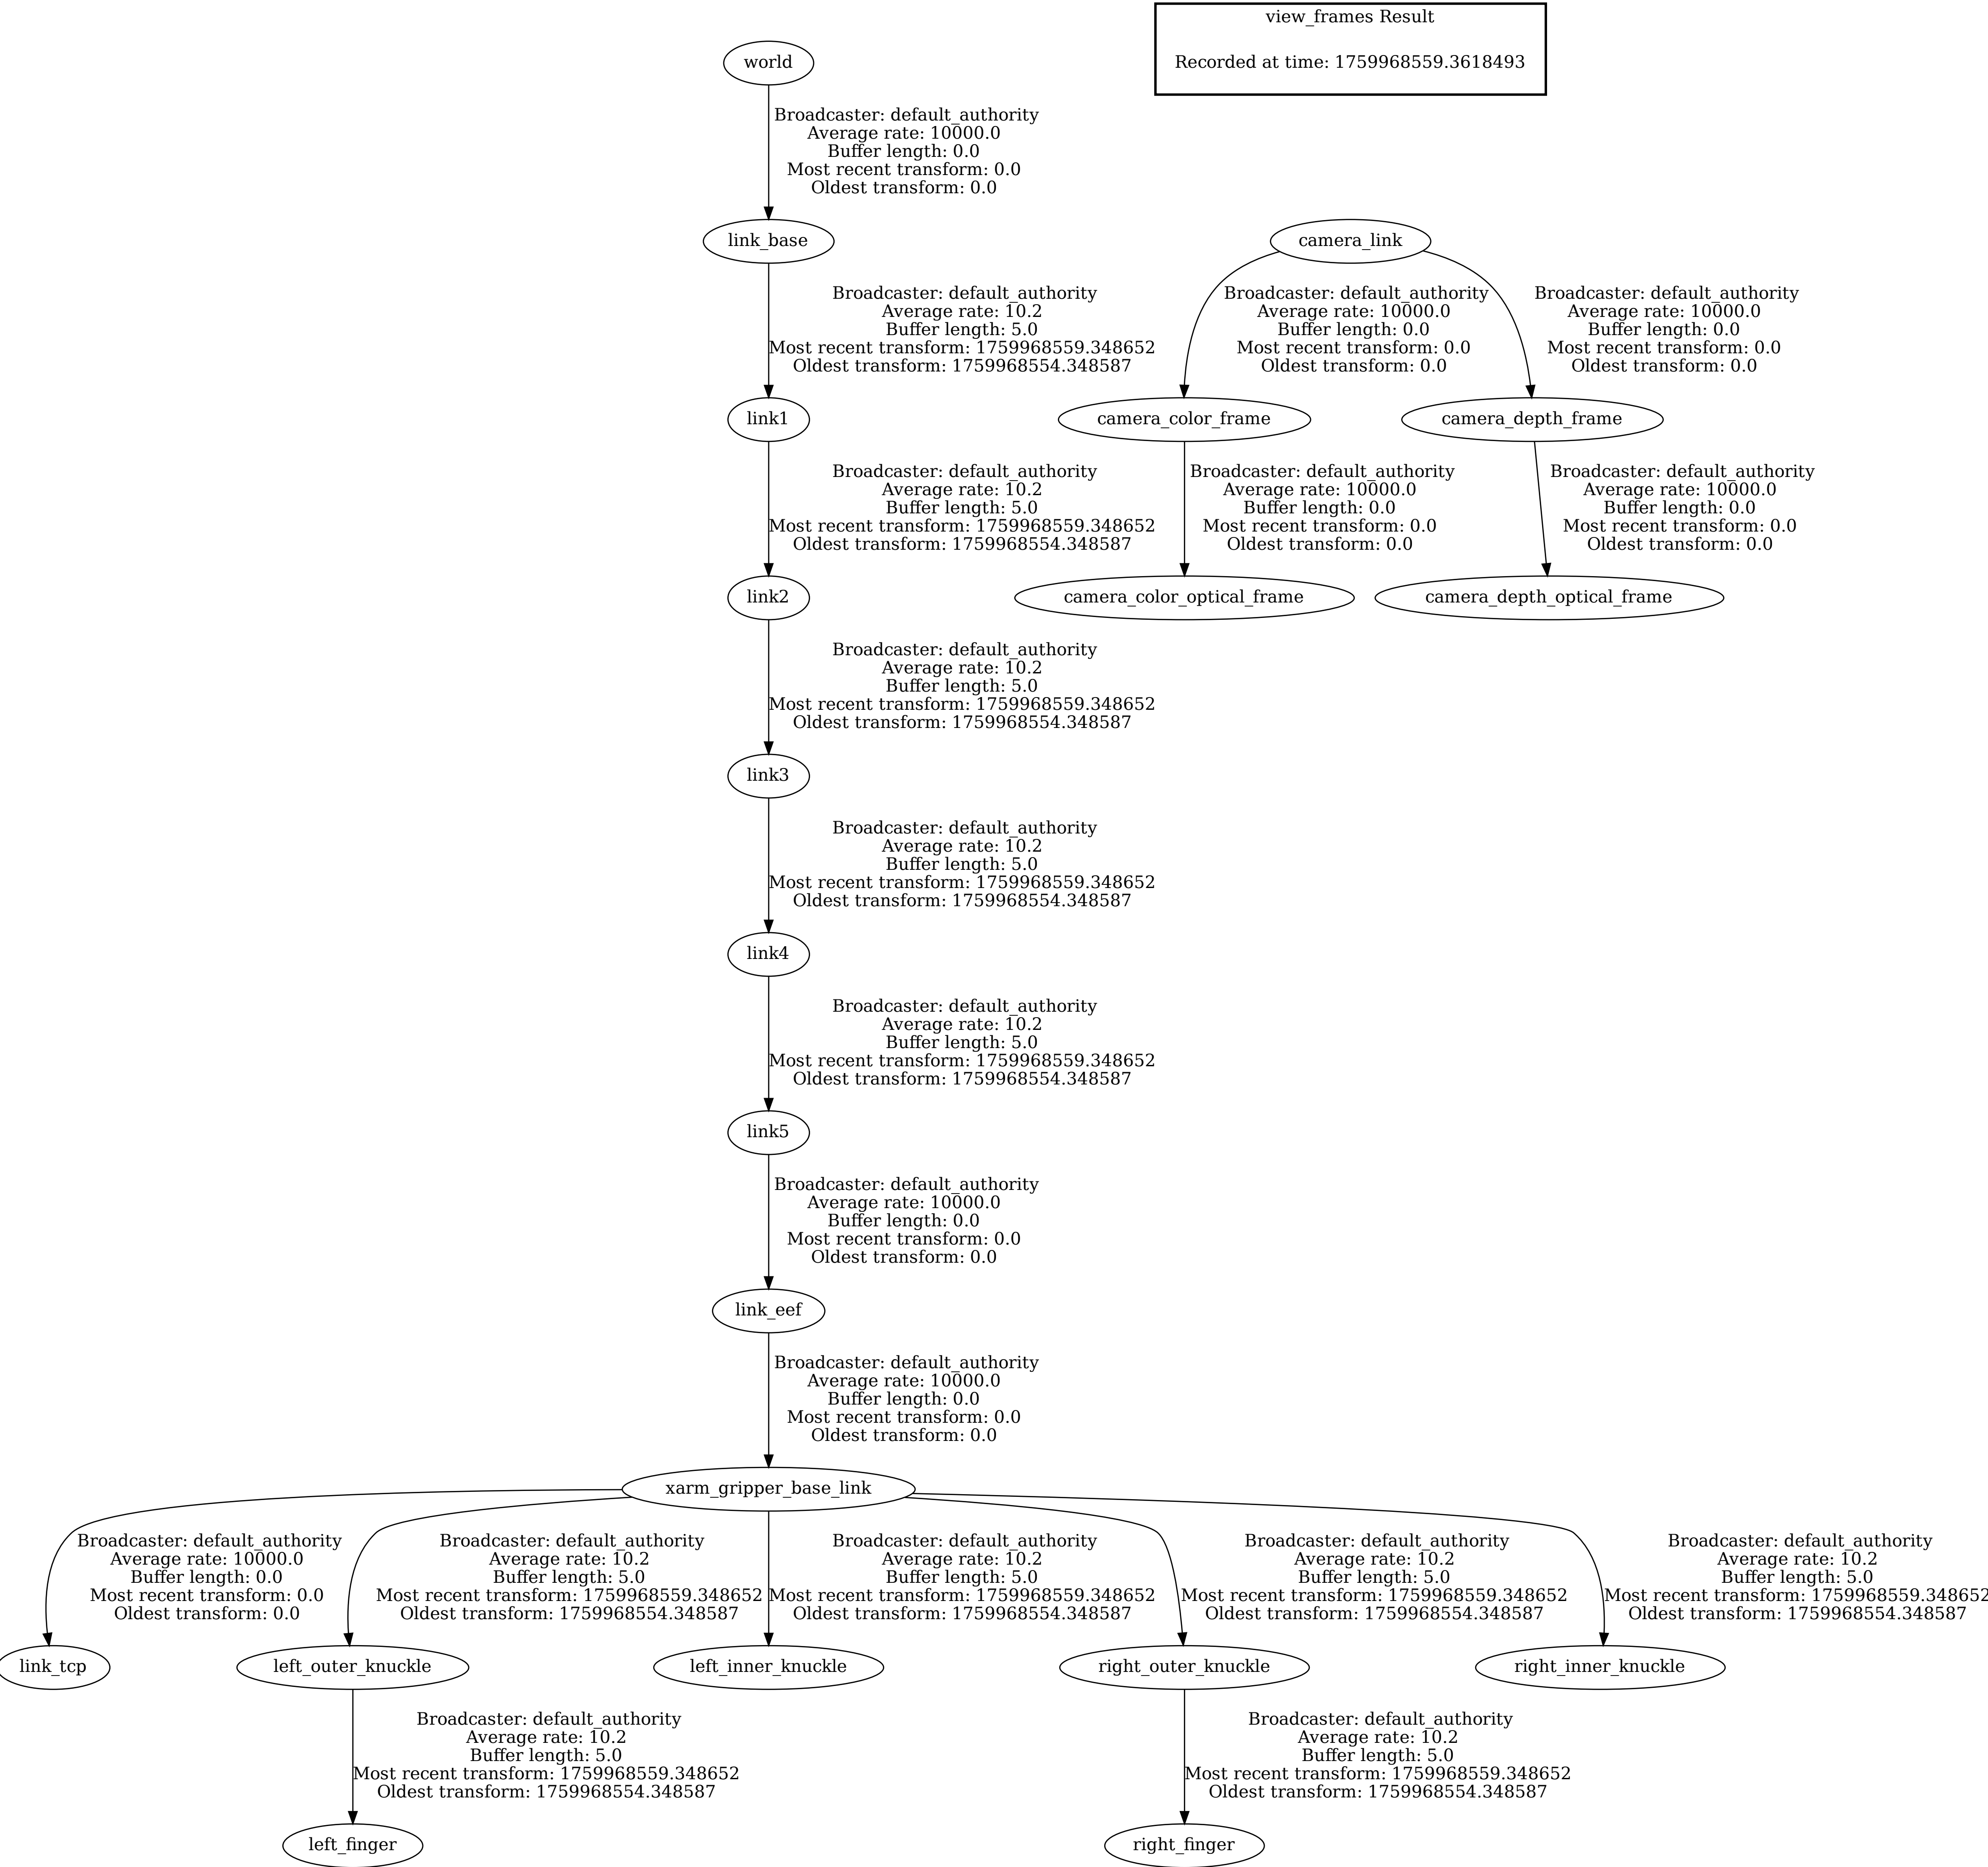 view_frames Result
Recorded at time: 1759968559.3618493
world
Broadcaster: default_authority
Average rate: 10000.0
Buffer length: 0.0
Most recent transform: 0.0
Oldest transform: 0.0
link_base
camera_link
Broadcaster: default_authority
Average rate: 10.2
Buffer length: 5.0
Most recent transform: 1759968559.348652
Oldest transform: 1759968554.348587
Broadcaster: default_authority
Average rate: 10000.0
Buffer length: 0.0
Most recent transform: 0.0
Oldest transform: 0.0
Broadcaster: default_authority
Average rate: 10000.0
Buffer length: 0.0
Most recent transform: 0.0
Oldest transform: 0.0
link1
camera_color_frame
camera_depth_frame
Broadcaster: default_authority
Average rate: 10.2
Buffer length: 5.0
Most recent transform: 1759968559.348652
Oldest transform: 1759968554.348587
Broadcaster: default_authority
Average rate: 10000.0
Buffer length: 0.0
Most recent transform: 0.0
Oldest transform: 0.0
Broadcaster: default_authority
Average rate: 10000.0
Buffer length: 0.0
Most recent transform: 0.0
Oldest transform: 0.0
link2
camera_color_optical_frame
camera_depth_optical_frame
Broadcaster: default_authority
Average rate: 10.2
Buffer length: 5.0
Most recent transform: 1759968559.348652
Oldest transform: 1759968554.348587
link3
Broadcaster: default_authority
Average rate: 10.2
Buffer length: 5.0
Most recent transform: 1759968559.348652
Oldest transform: 1759968554.348587
link4
Broadcaster: default_authority
Average rate: 10.2
Buffer length: 5.0
Most recent transform: 1759968559.348652
Oldest transform: 1759968554.348587
link5
Broadcaster: default_authority
Average rate: 10000.0
Buffer length: 0.0
Most recent transform: 0.0
Oldest transform: 0.0
link_eef
Broadcaster: default_authority
Average rate: 10000.0
Buffer length: 0.0
Most recent transform: 0.0
Oldest transform: 0.0
xarm_gripper_base_link
Broadcaster: default_authority
Average rate: 10000.0
Buffer length: 0.0
Most recent transform: 0.0
Oldest transform: 0.0
Broadcaster: default_authority
Average rate: 10.2
Buffer length: 5.0
Most recent transform: 1759968559.348652
Oldest transform: 1759968554.348587
Broadcaster: default_authority
Average rate: 10.2
Buffer length: 5.0
Most recent transform: 1759968559.348652
Oldest transform: 1759968554.348587
Broadcaster: default_authority
Average rate: 10.2
Buffer length: 5.0
Most recent transform: 1759968559.348652
Oldest transform: 1759968554.348587
Broadcaster: default_authority
Average rate: 10.2
Buffer length: 5.0
Most recent transform: 1759968559.348652
Oldest transform: 1759968554.348587
link_tcp
left_outer_knuckle
left_inner_knuckle
right_outer_knuckle
right_inner_knuckle
Broadcaster: default_authority
Average rate: 10.2
Buffer length: 5.0
Most recent transform: 1759968559.348652
Oldest transform: 1759968554.348587
Broadcaster: default_authority
Average rate: 10.2
Buffer length: 5.0
Most recent transform: 1759968559.348652
Oldest transform: 1759968554.348587
left_finger
right_finger